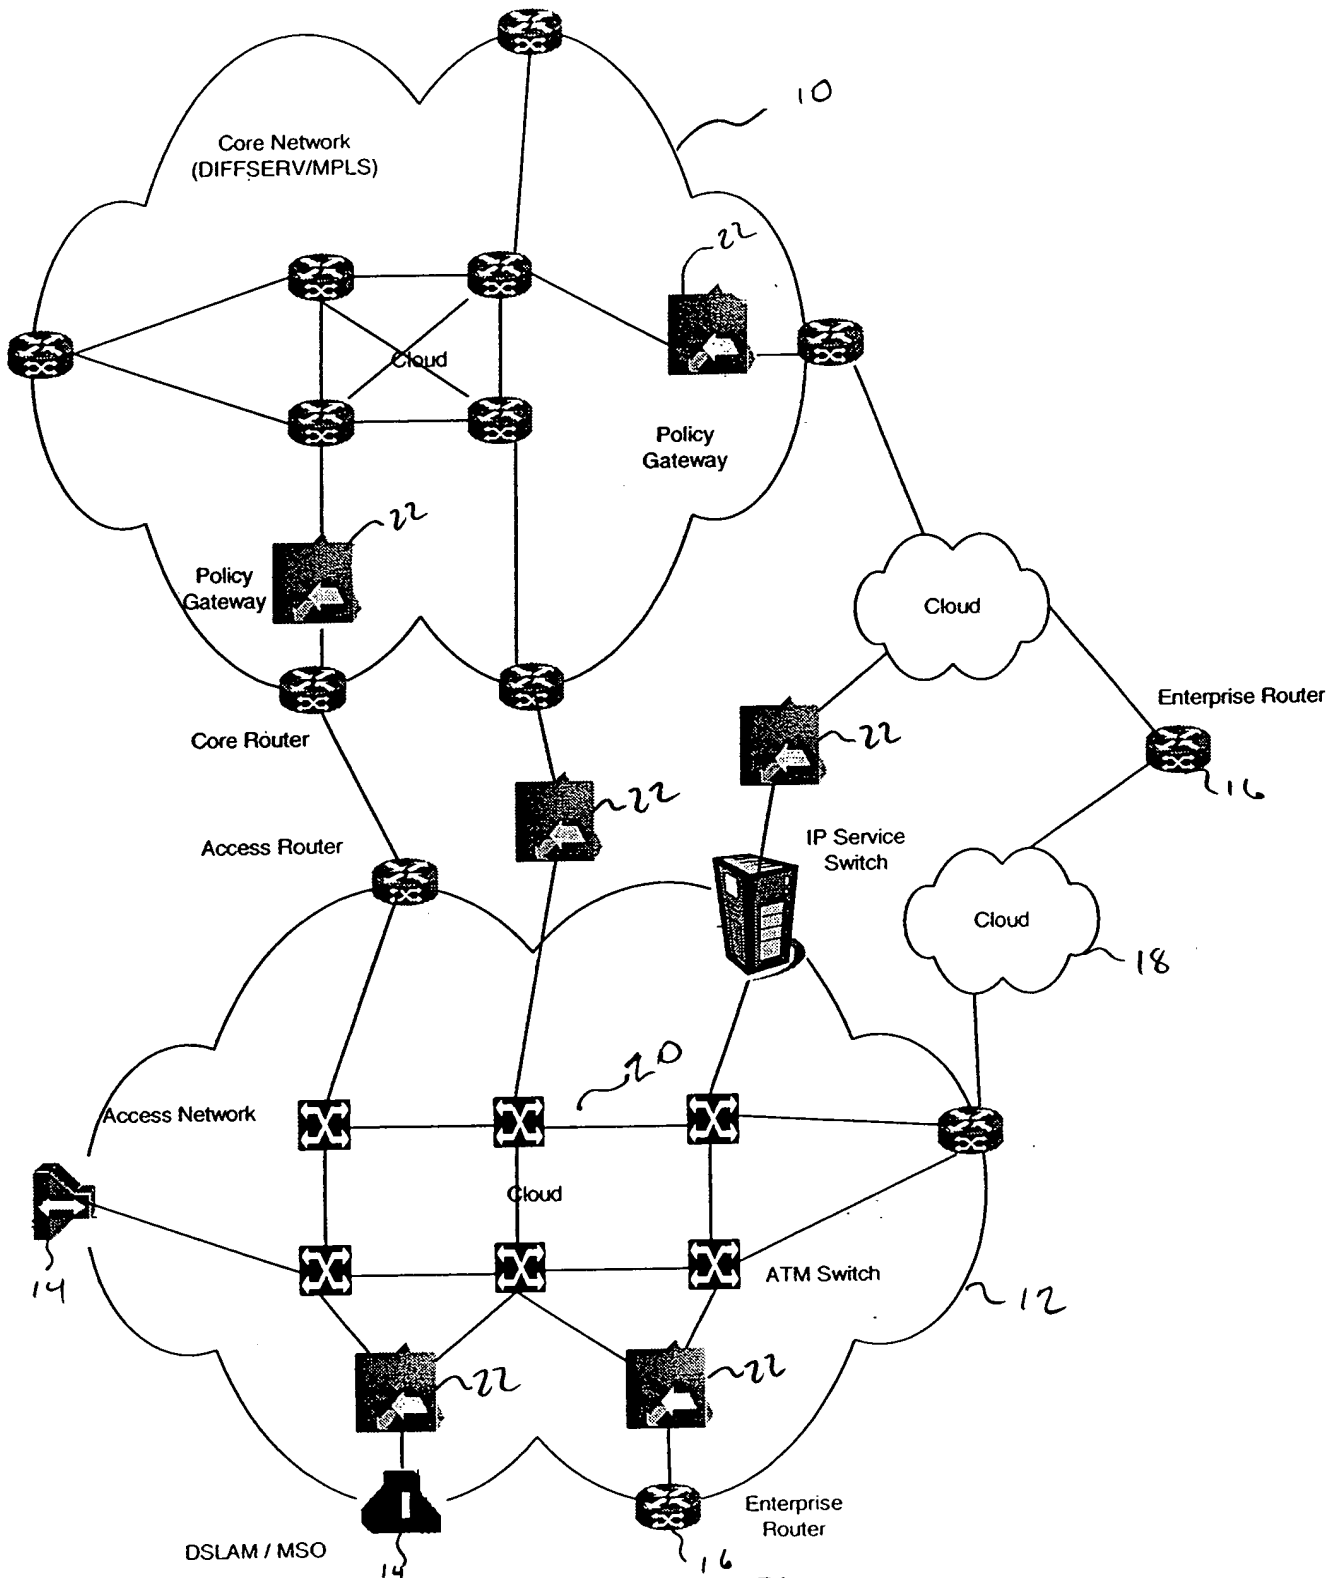 10
Core Network
(DIFFSERV/MPLS)
22
Cloud
Policy
Gateway
22
Policy
Gateway
Cloud
Enterprise Router
Core Router
22
16
22
IP Service
Switch
Access Router
Cloud
18
20
Access Network
Cloud
ATM Switch
14
12
22
22
Enterprise
Router
DSLAM / MSO
14
16